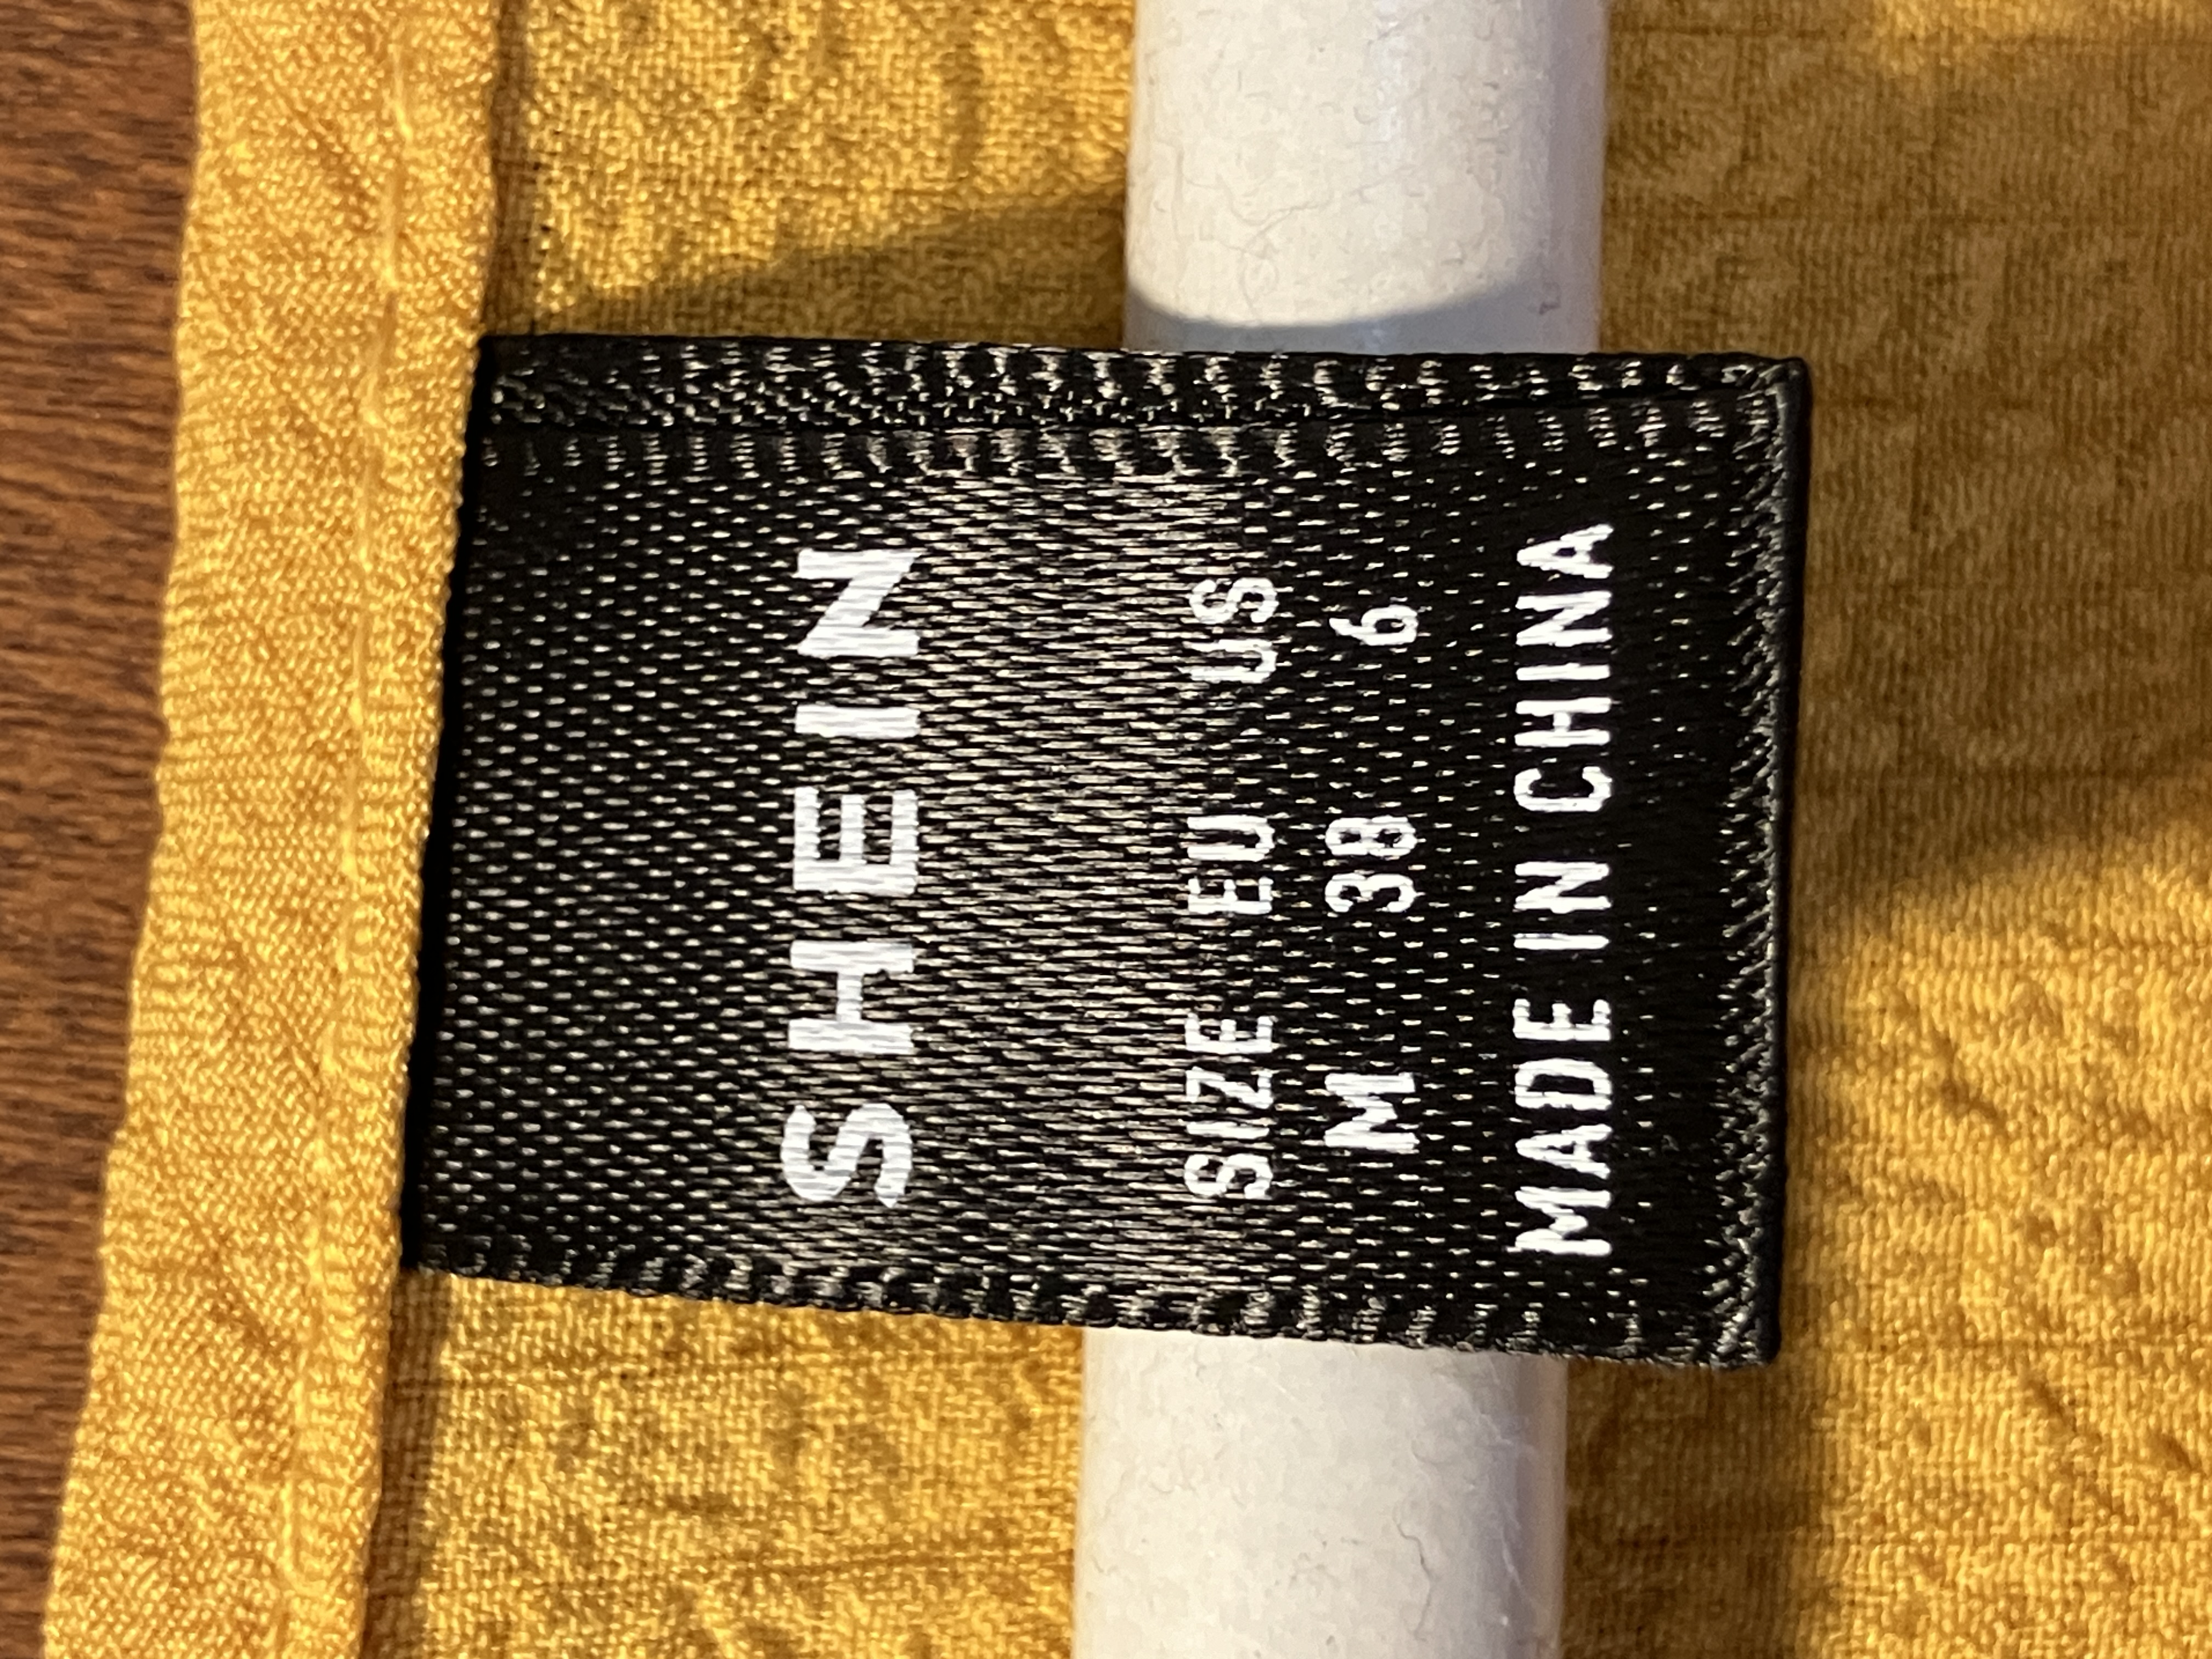 SHEIN
SIZE EU US
M 38 6
MADE IN CHINA